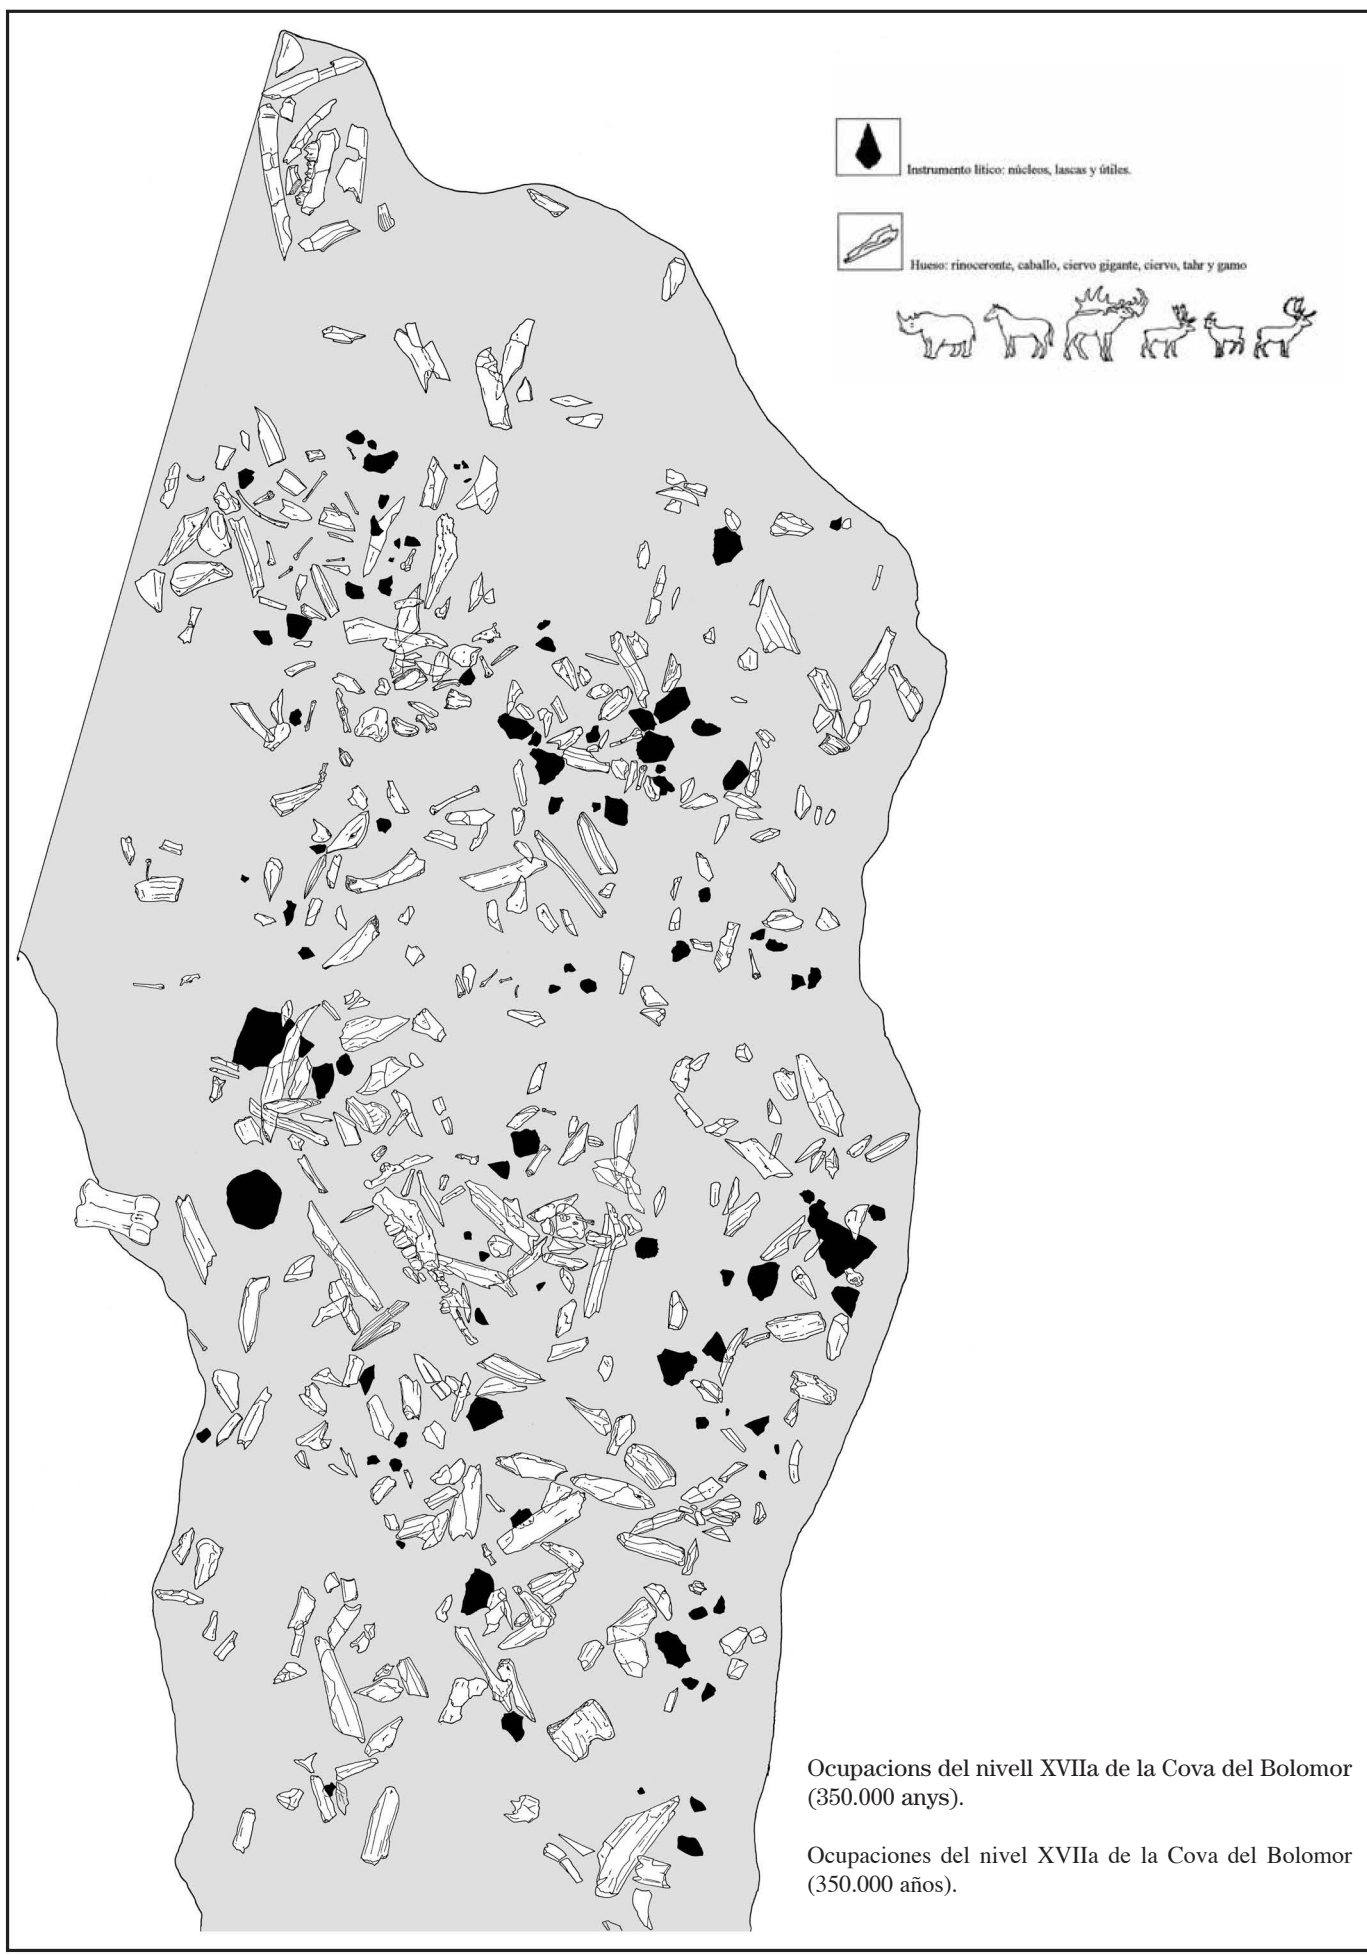 Instrumento lítico: núcleos, lascas y útiles.
Hueso: rinoceronte, caballo, ciervo gigante, ciervo, tahr y gamo
Ocupacions del nivell XVIIa de la Cova del Bolomor
(350.000 anys).
Ocupaciones del nivel XVIIa de la Cova del Bolomor
(350.000 años).